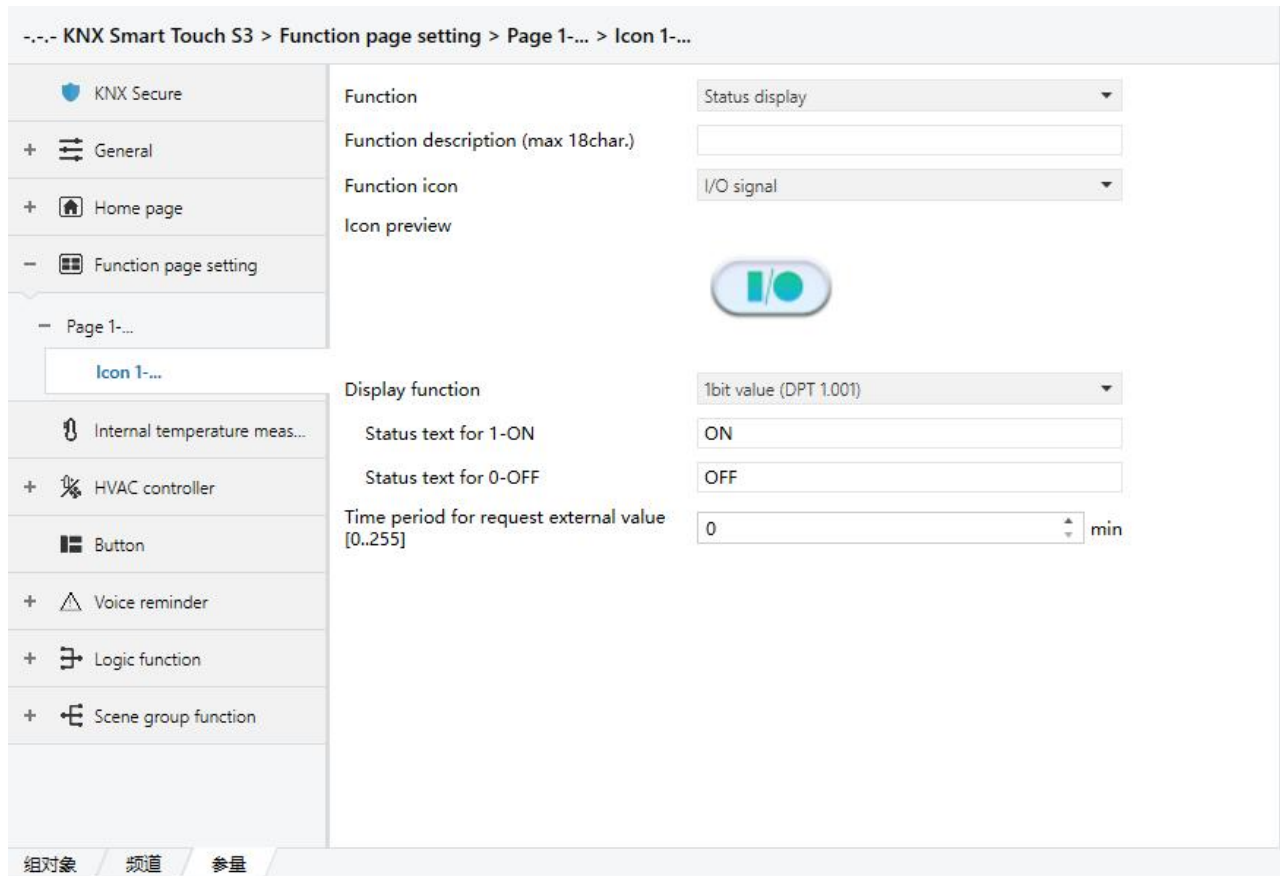 -.-.- KNX Smart Touch S3 > Function page setting > Page 1-... > Icon 1-...
KNX Secure
+ General
+ Home page
− Function page setting
− Page 1-...
Icon 1-...
Internal temperature meas...
+ HVAC controller
Button
+ Voice reminder
+ Logic function
+ Scene group function
Function
Status display
Function description (max 18char.)
Function icon
I/O signal
Icon preview
I/O
Display function
1bit value (DPT 1.001)
Status text for 1-ON
ON
Status text for 0-OFF
OFF
Time period for request external value
[0..255]
0
min
组对象
频道
参量